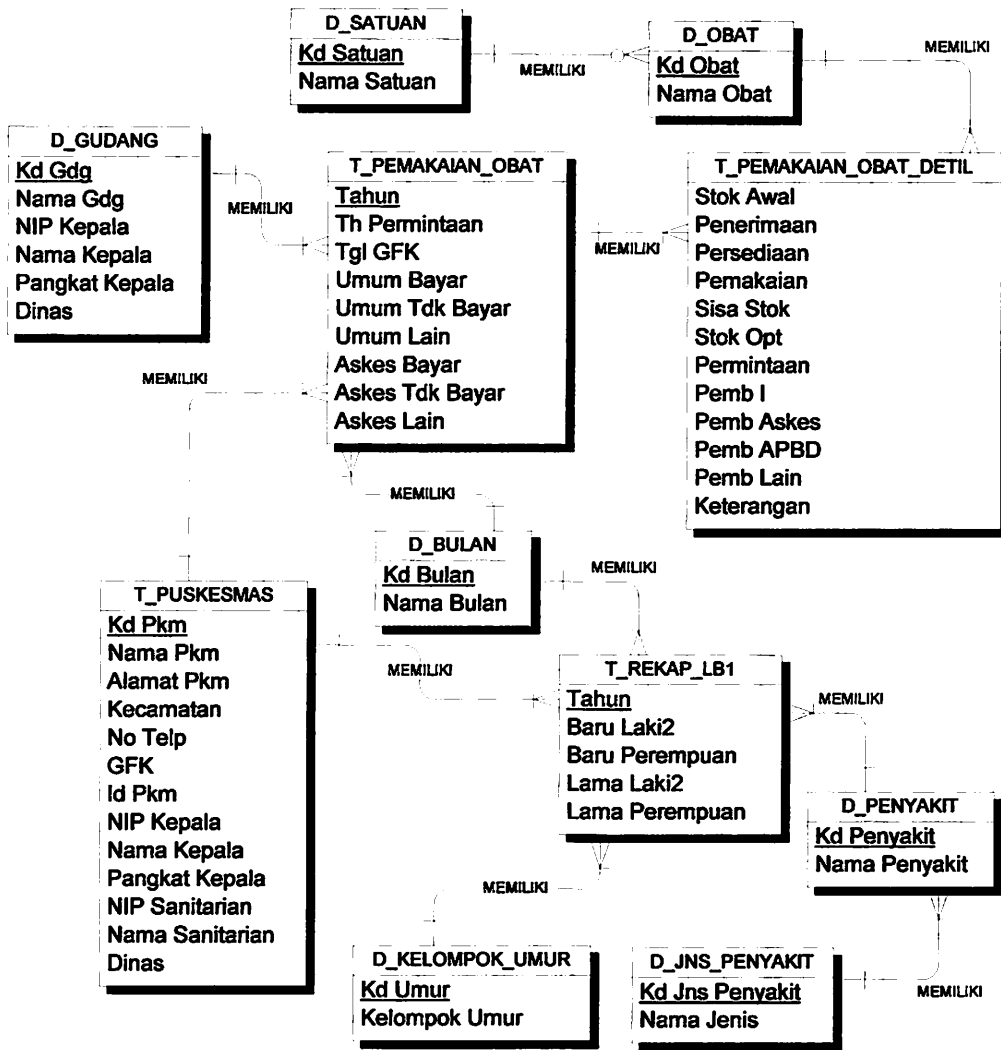 D_SATUAN
Kd Satuan
Nama Satuan
MEMILIKI
D_OBAT
Kd Obat
Nama Obat
MEMILIKI
D_GUDANG
Kd Gdg
Nama Gdg
NIP Kepala
Nama Kepala
Pangkat Kepala
Dinas
MEMILIKI
T_PEMAKAIAN_OBAT
Tahun
Th Permintaan
Tgl GFK
Umum Bayar
Umum Tdk Bayar
Umum Lain
Askes Bayar
Askes Tdk Bayar
Askes Lain
MEMILIKI
T_PEMAKAIAN_OBAT_DETIL
Stok Awal
Penerimaan
Persediaan
Pemakaian
Sisa Stok
Stok Opt
Permintaan
Pemb I
Pemb Askes
Pemb APBD
Pemb Lain
Keterangan
MEMILIKI
MEMILIKI
D_BULAN
Kd Bulan
Nama Bulan
MEMILIKI
T_PUSKESMAS
Kd Pkm
Nama Pkm
Alamat Pkm
Kecamatan
No Telp
GFK
Id Pkm
NIP Kepala
Nama Kepala
Pangkat Kepala
NIP Sanitarian
Nama Sanitarian
Dinas
MEMILIKI
T_REKAP_LB1
Tahun
Baru Laki2
Baru Perempuan
Lama Laki2
Lama Perempuan
MEMILIKI
D_PENYAKIT
Kd Penyakit
Nama Penyakit
MEMILIKI
D_KELOMPOK_UMUR
Kd Umur
Kelompok Umur
D_JNS_PENYAKIT
Kd Jns Penyakit
Nama Jenis
MEMILIKI